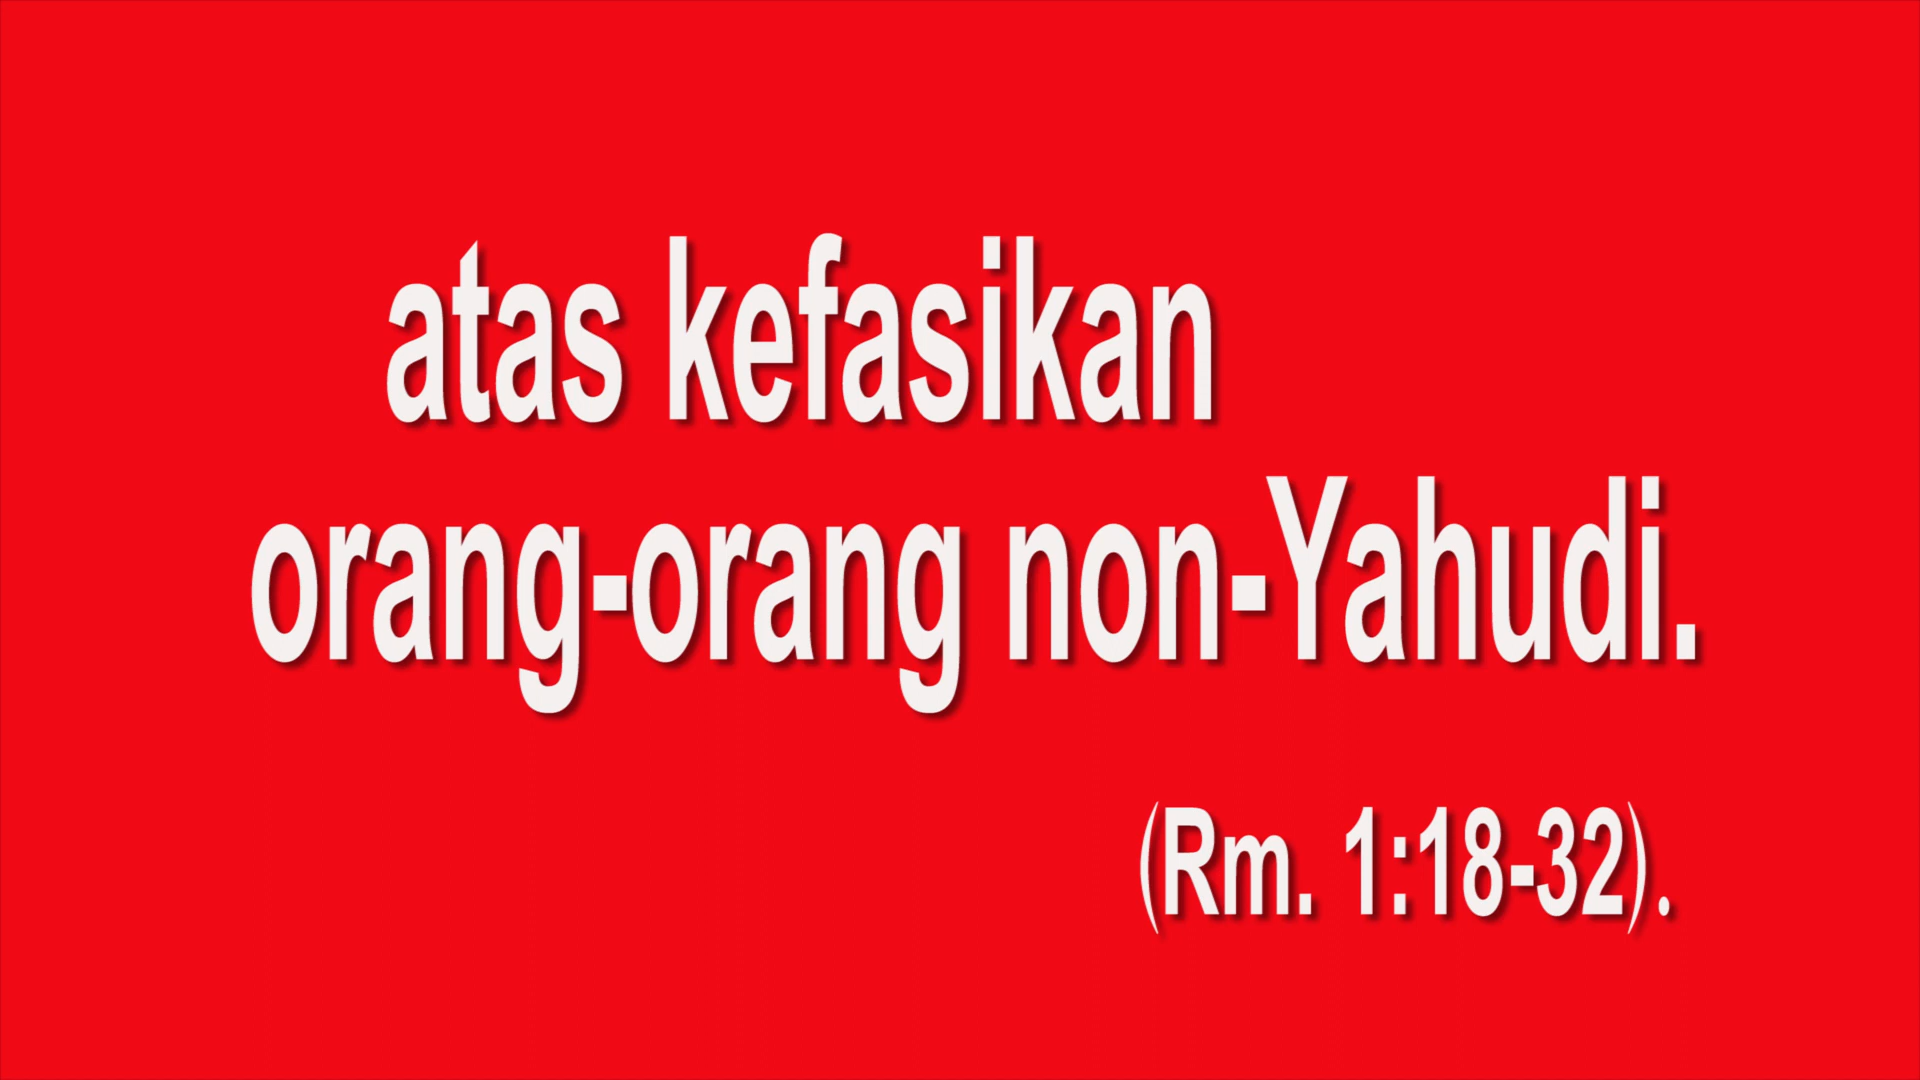 atas kefasikan
orang-orang non-Yahudi.
(Rm. 1:18-32).